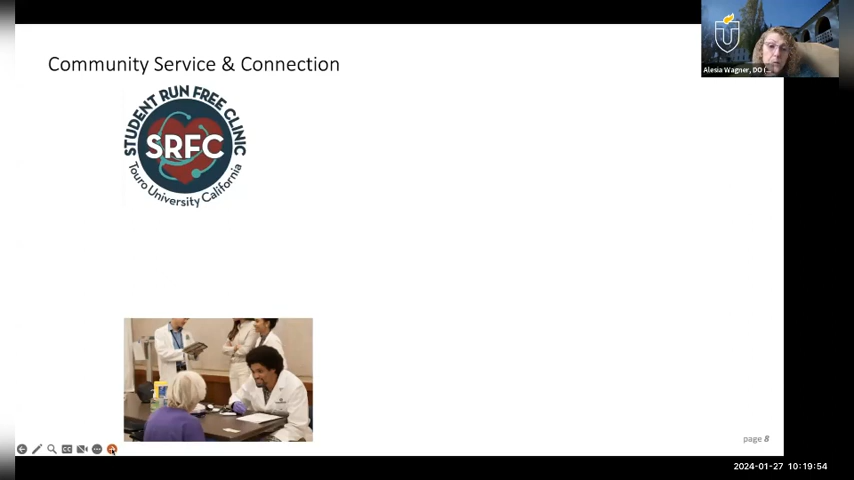 Community Service & Connection
STUDENT RUN FREE CLINIC
SRFC
Touro University California
Alesia Wagner, DO (...
CC
page 8
2024-01-27 10:19:54